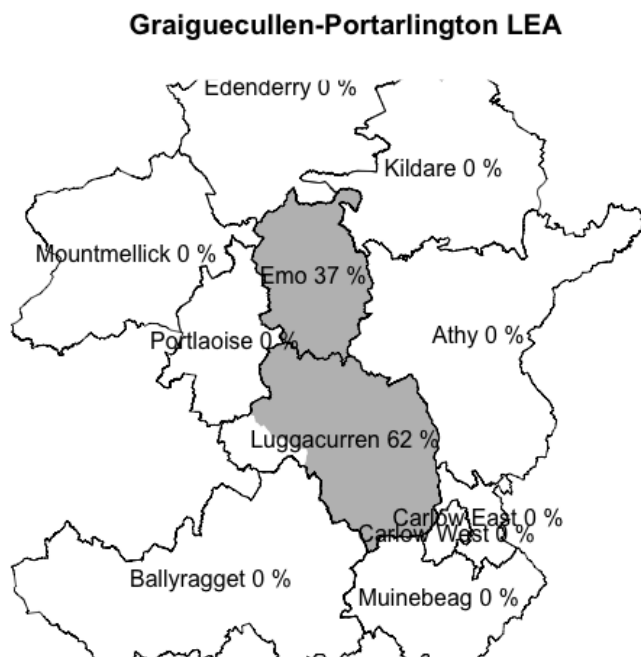 Graiguecullen-Portarlington LEA
Edenderry 0 %
Kildare 0 %
Mountmellick 0 %
Emo 37 %
Portlaoise 0 %
Athy 0 %
Luggacurren 62 %
Carlow East 0 %
Carlow West 0 %
Ballyragget 0 %
Muinebeag 0 %